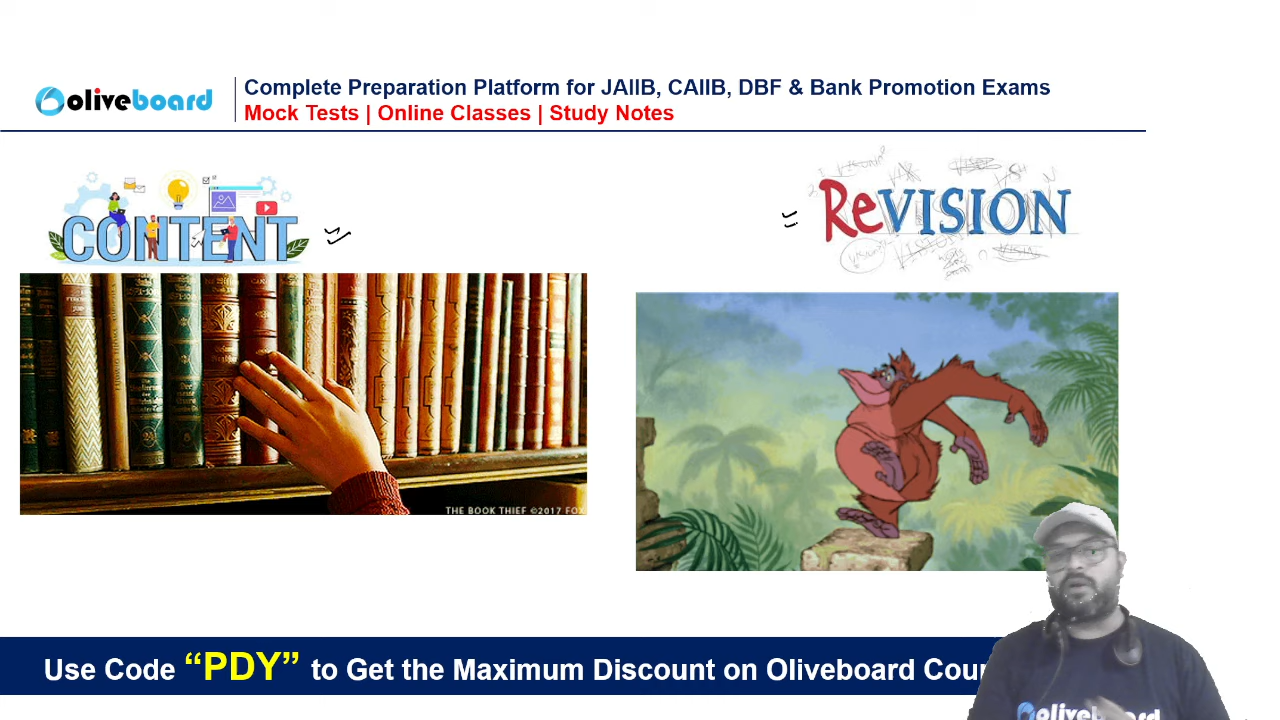 oliveboard
Complete Preparation Platform for JAIIB, CAIIB, DBF & Bank Promotion Exams
Mock Tests | Online Classes | Study Notes
CONTENT
ReVISION
THE BOOK THIEF ©2017 FOX
Use Code “PDY” to Get the Maximum Discount on Oliveboard
oliveboard